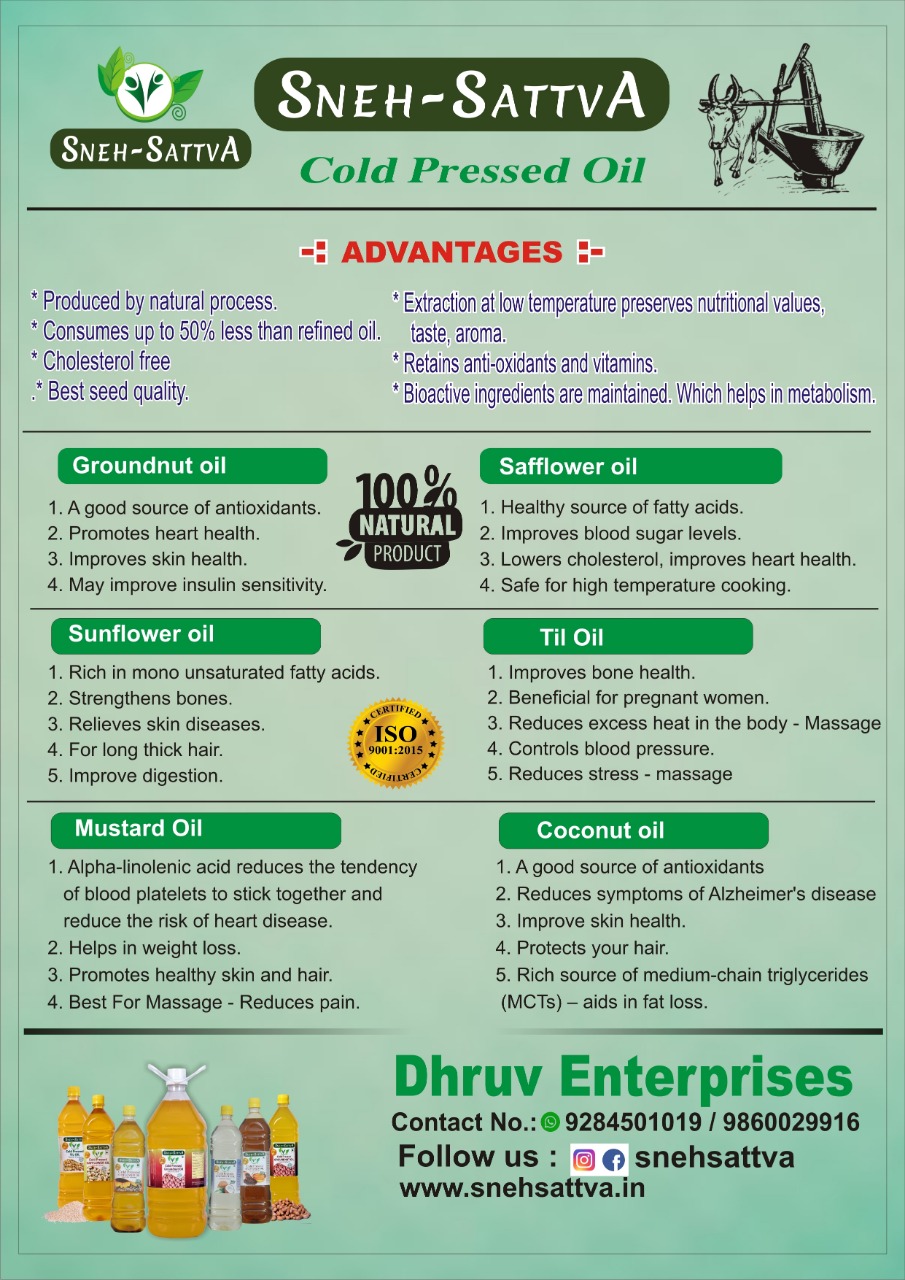 SNEH-SATTVA
SNEH-SATTVA
Cold Pressed Oil
ADVANTAGES
* Produced by natural process.
* Consumes up to 50% less than refined oil.
* Cholesterol free
.* Best seed quality.
* Extraction at low temperature preserves nutritional values,
taste, aroma.
* Retains anti-oxidants and vitamins.
* Bioactive ingredients are maintained. Which helps in metabolism.
Groundnut oil
1. A good source of antioxidants.
2. Promotes heart health.
3. Improves skin health.
4. May improve insulin sensitivity.
100%
NATURAL
PRODUCT
Safflower oil
1. Healthy source of fatty acids.
2. Improves blood sugar levels.
3. Lowers cholesterol, improves heart health.
4. Safe for high temperature cooking.
Sunflower oil
1. Rich in mono unsaturated fatty acids.
2. Strengthens bones.
3. Relieves skin diseases.
4. For long thick hair.
5. Improve digestion.
CERTIFIED
ISO
9001:2015
CERTIFIED
Til Oil
1. Improves bone health.
2. Beneficial for pregnant women.
3. Reduces excess heat in the body - Massage
4. Controls blood pressure.
5. Reduces stress - massage
Mustard Oil
1. Alpha-linolenic acid reduces the tendency
of blood platelets to stick together and
reduce the risk of heart disease.
2. Helps in weight loss.
3. Promotes healthy skin and hair.
4. Best For Massage - Reduces pain.
Coconut oil
1. A good source of antioxidants
2. Reduces symptoms of Alzheimer's disease
3. Improve skin health.
4. Protects your hair.
5. Rich source of medium-chain triglycerides
(MCTs) – aids in fat loss.
Dhruv Enterprises
Contact No.: 9284501019 / 9860029916
Follow us : snehsattva
www.snehsattva.in